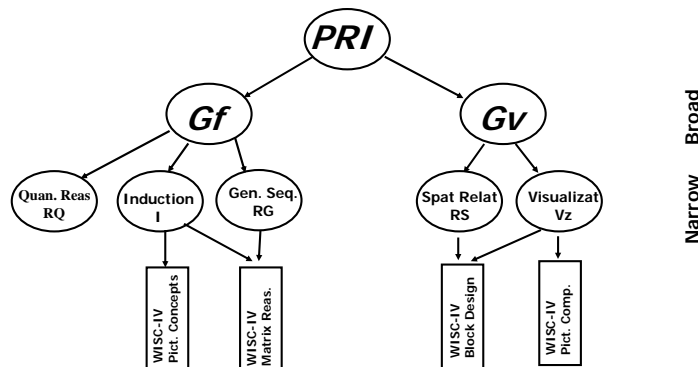 PRI
Gf
Gv
Broad
Quan. Reas
RQ
Induction
I
Gen. Seq.
RG
Spat Relat
RS
Visualizat
Vz
Narrow
WISC-IV
Pict. Concepts
WISC-IV
Matrix Reas.
WISC-IV
Block Design
WISC-IV
Pict. Comp.